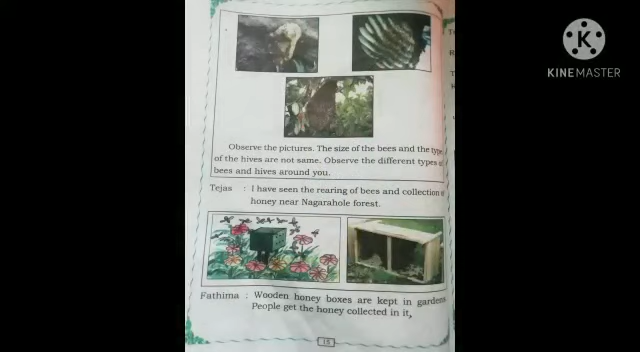 Observe the pictures. The size of the bees and the type
of the hives are not same. Observe the different types of
bees and hives around you.
Tejas : I have seen the rearing of bees and collection of
honey near Nagarahole forest.
Fathima : Wooden honey boxes are kept in gardens
People get the honey collected in it,
15
KINEMASTER